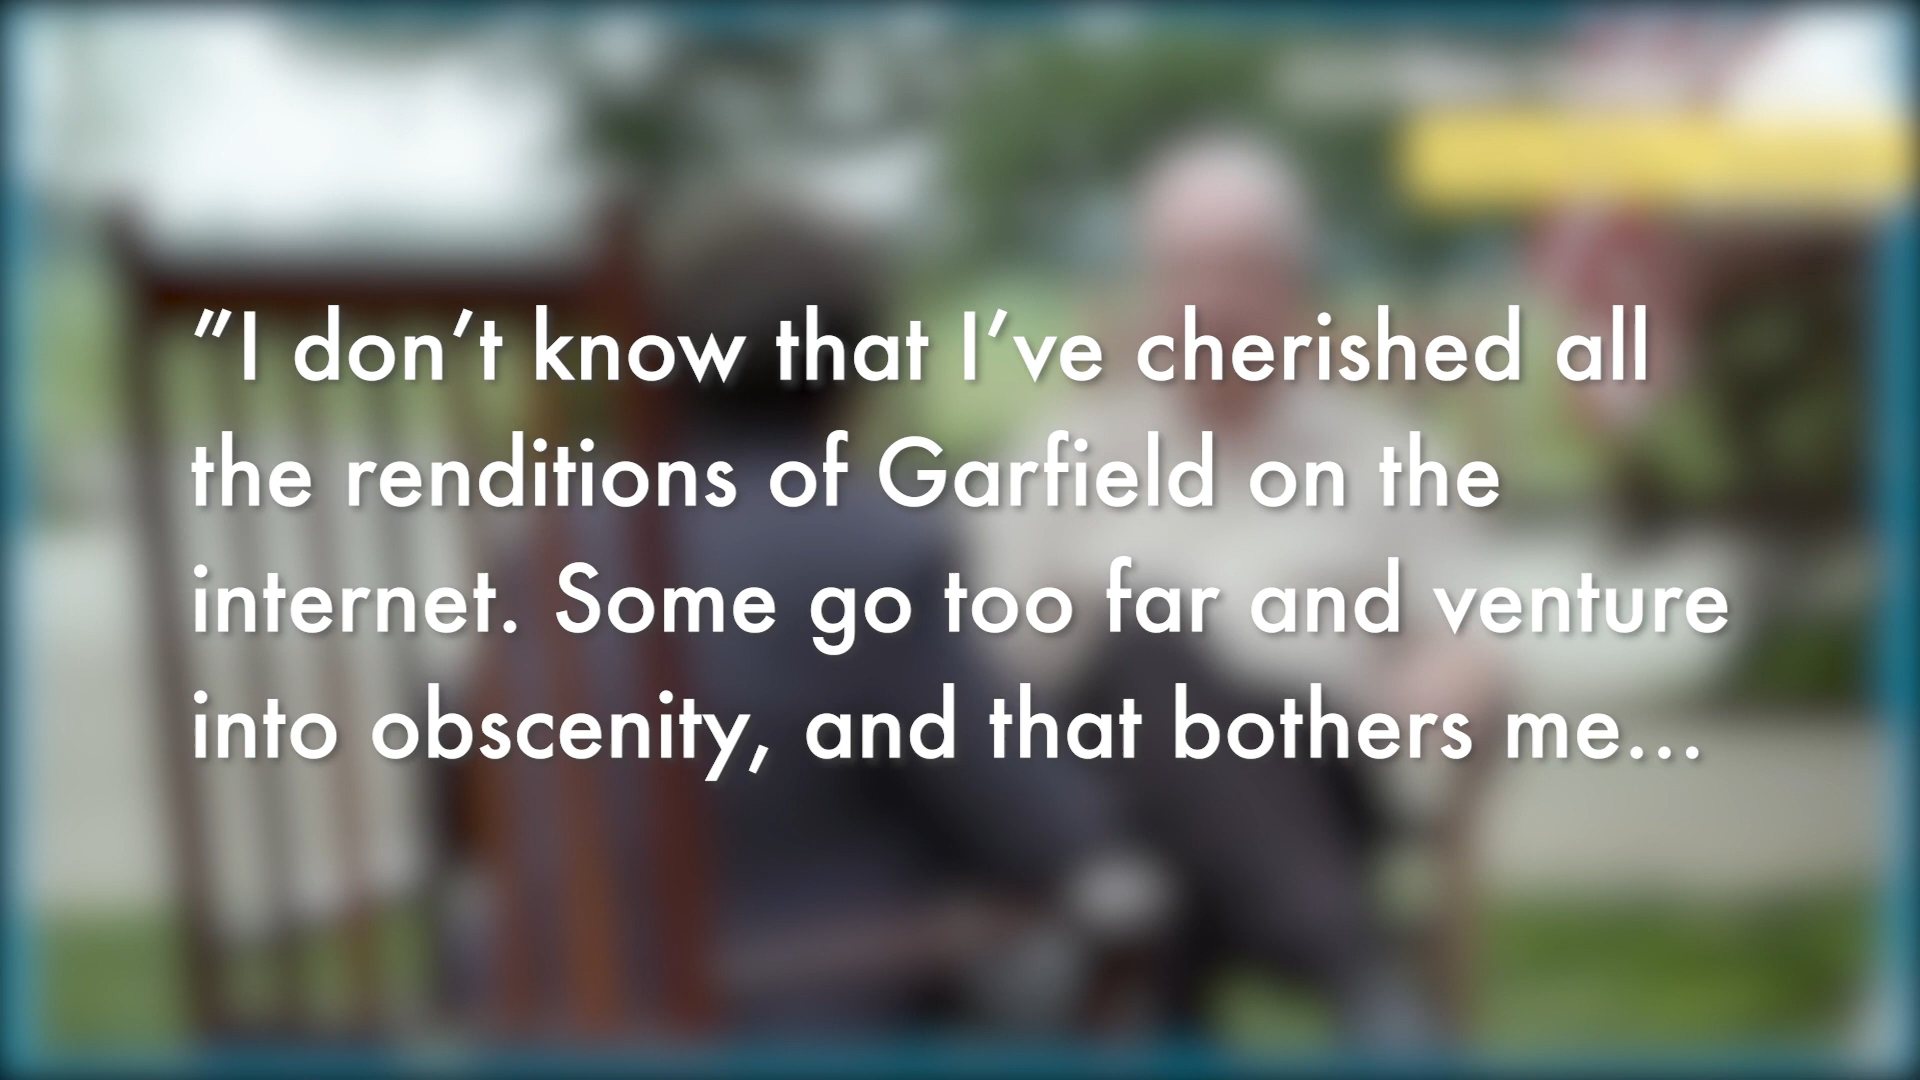 "I don't know that I've cherished all
the renditions of Garfield on the
internet. Some go too far and venture
into obscenity, and that bothers me...